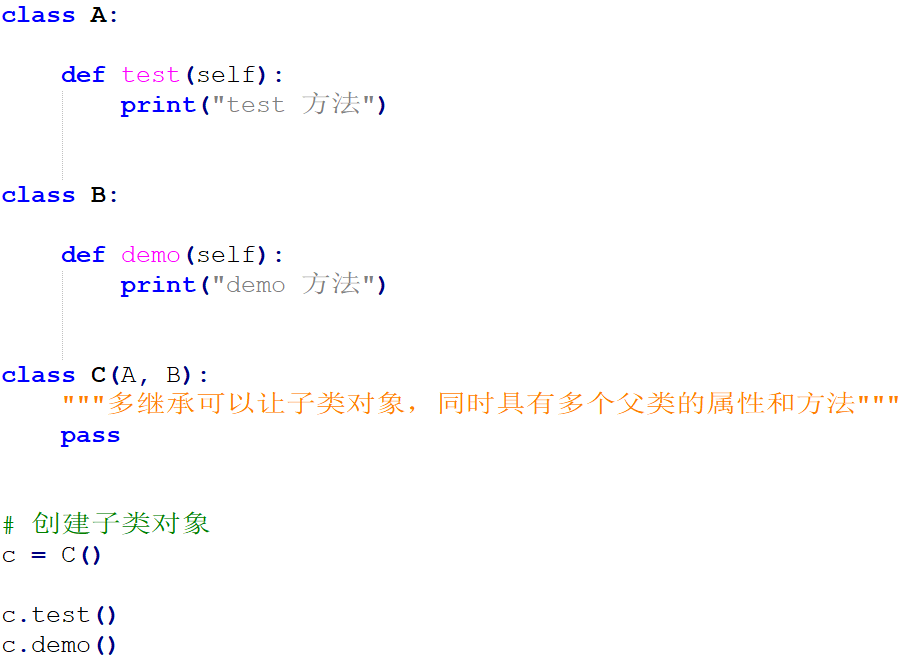 class A:
    def test(self):
        print("test 方法")
class B:
    def demo(self):
        print("demo 方法")
class C(A, B):
    """多继承可以让子类对象，同时具有多个父类的属性和方法"""
    pass
# 创建子类对象
c = C()
c.test()
c.demo()